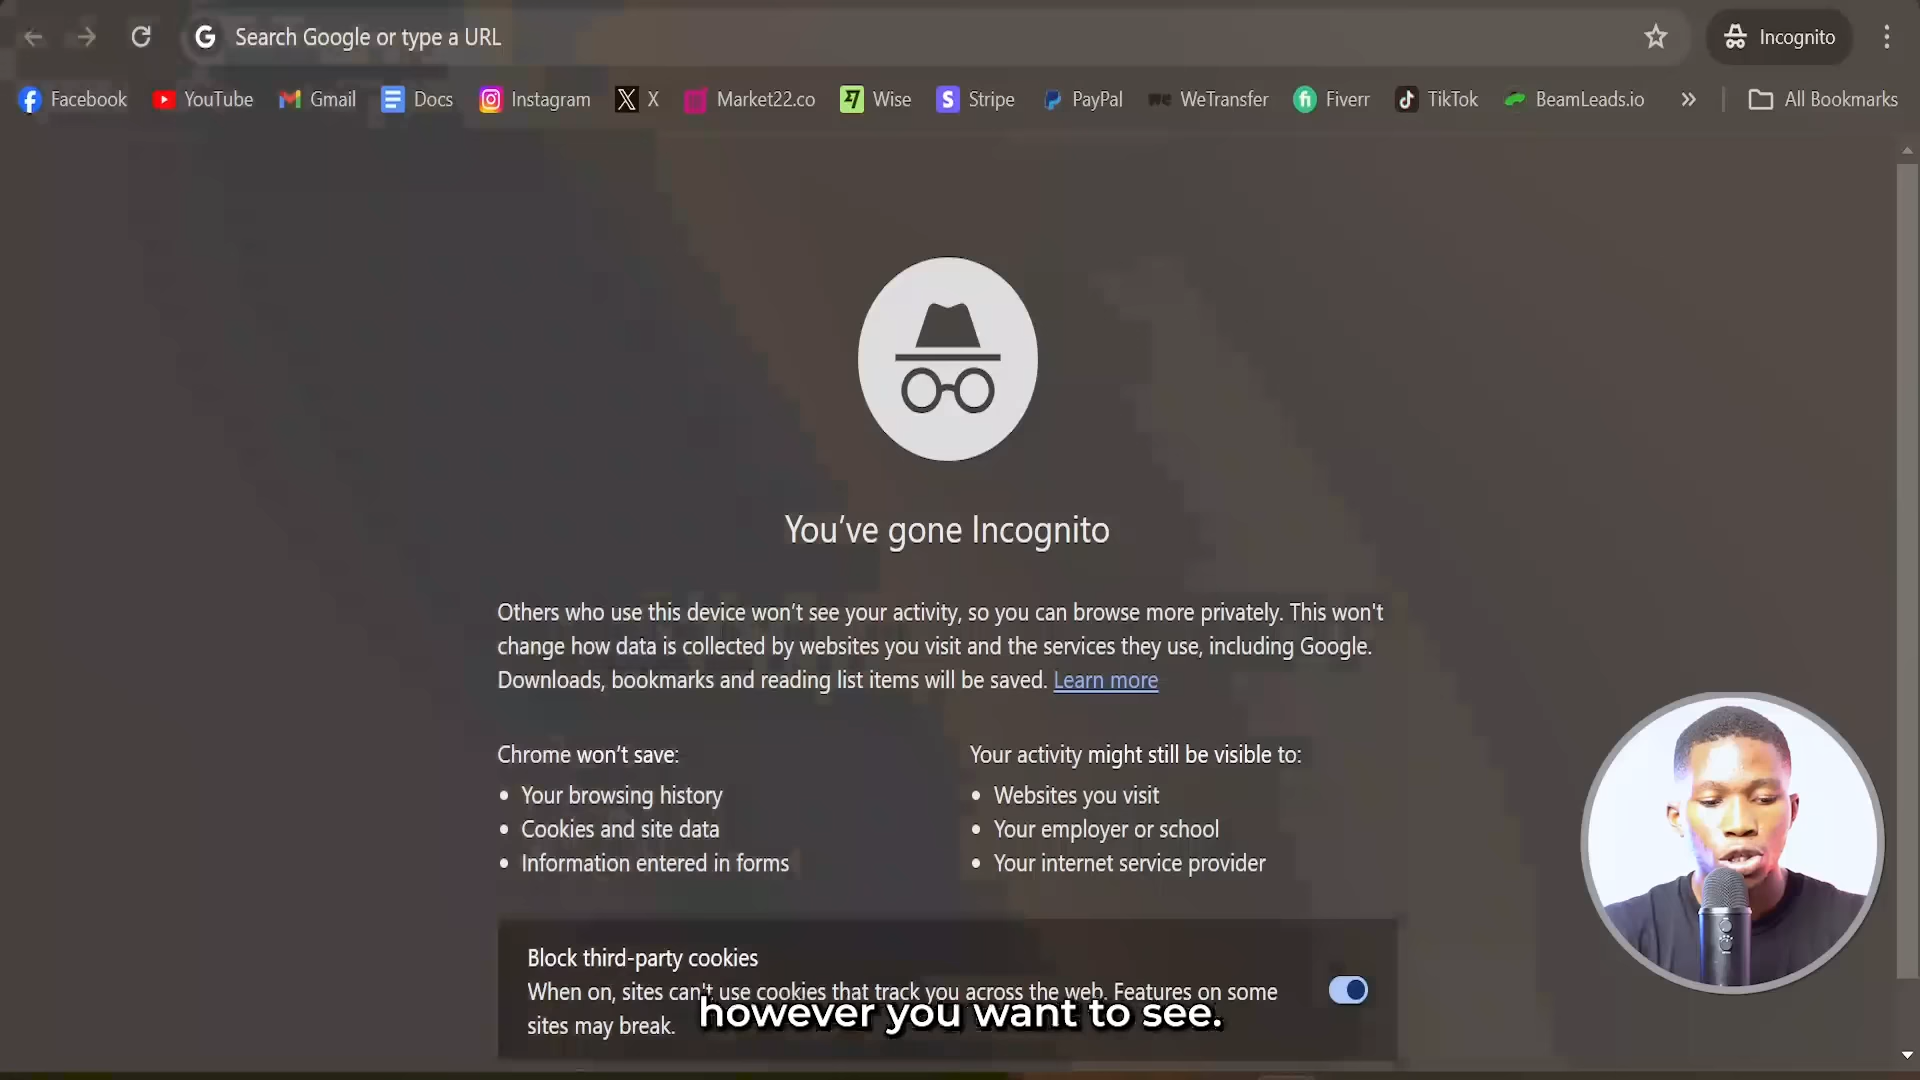 Search Google or type a URL
Incognito
Facebook YouTube Gmail Docs Instagram X Market22.co Wise Stripe PayPal WeTransfer Fiverr TikTok BeamLeads.io » All Bookmarks
You’ve gone Incognito
Others who use this device won’t see your activity, so you can browse more privately. This won't
change how data is collected by websites you visit and the services they use, including Google.
Downloads, bookmarks and reading list items will be saved. Learn more
Chrome won’t save:
• Your browsing history
• Cookies and site data
• Information entered in forms
Your activity might still be visible to:
• Websites you visit
• Your employer or school
• Your internet service provider
Block third-party cookies
When on, sites can't use cookies that track you across the web. Features on some
sites may break.
however you want to see.